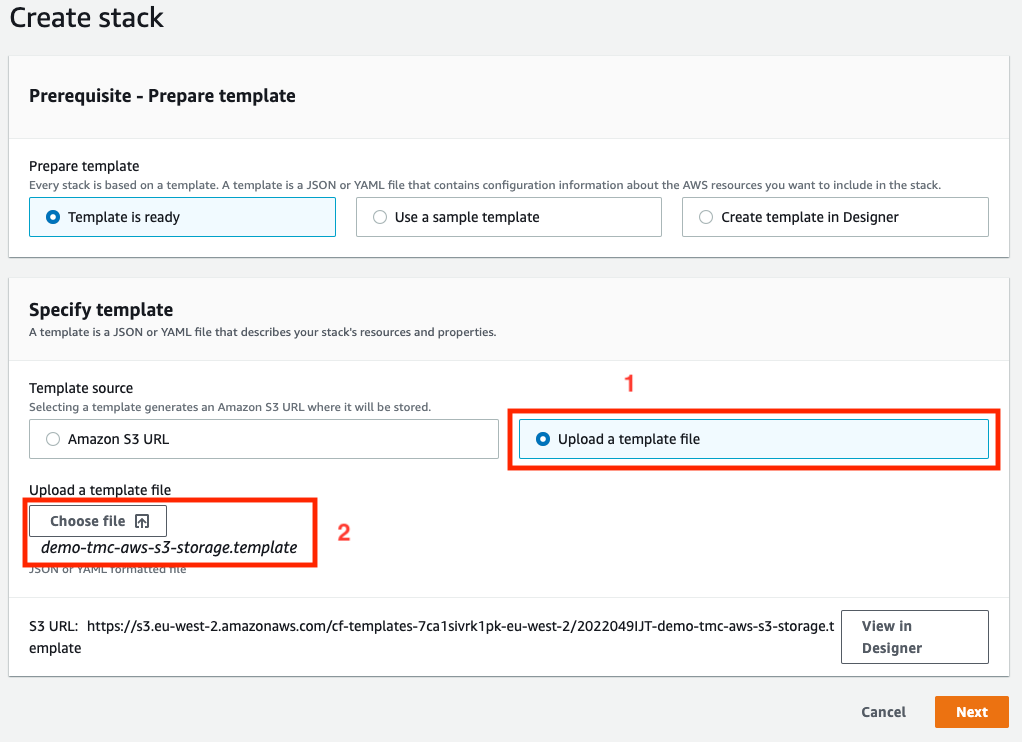 Create stack
Prerequisite - Prepare template
Prepare template
Every stack is based on a template. A template is a JSON or YAML file that contains configuration information about the AWS resources you want to include in the stack.
Template is ready
Use a sample template
Create template in Designer
Specify template
A template is a JSON or YAML file that describes your stack's resources and properties.
Template source
1
Selecting a template generates an Amazon S3 URL where it will be stored.
Amazon S3 URL
Upload a template file
Upload a template file
Choose file
2
demo-tmc-aws-s3-storage.template
JSON or YAML formatted file
S3 URL: https://s3.eu-west-2.amazonaws.com/cf-templates-7ca1sivrk1pk-eu-west-2/2022049IJT-demo-tmc-aws-s3-storage.t
emplate
View in
Designer
Cancel
Next